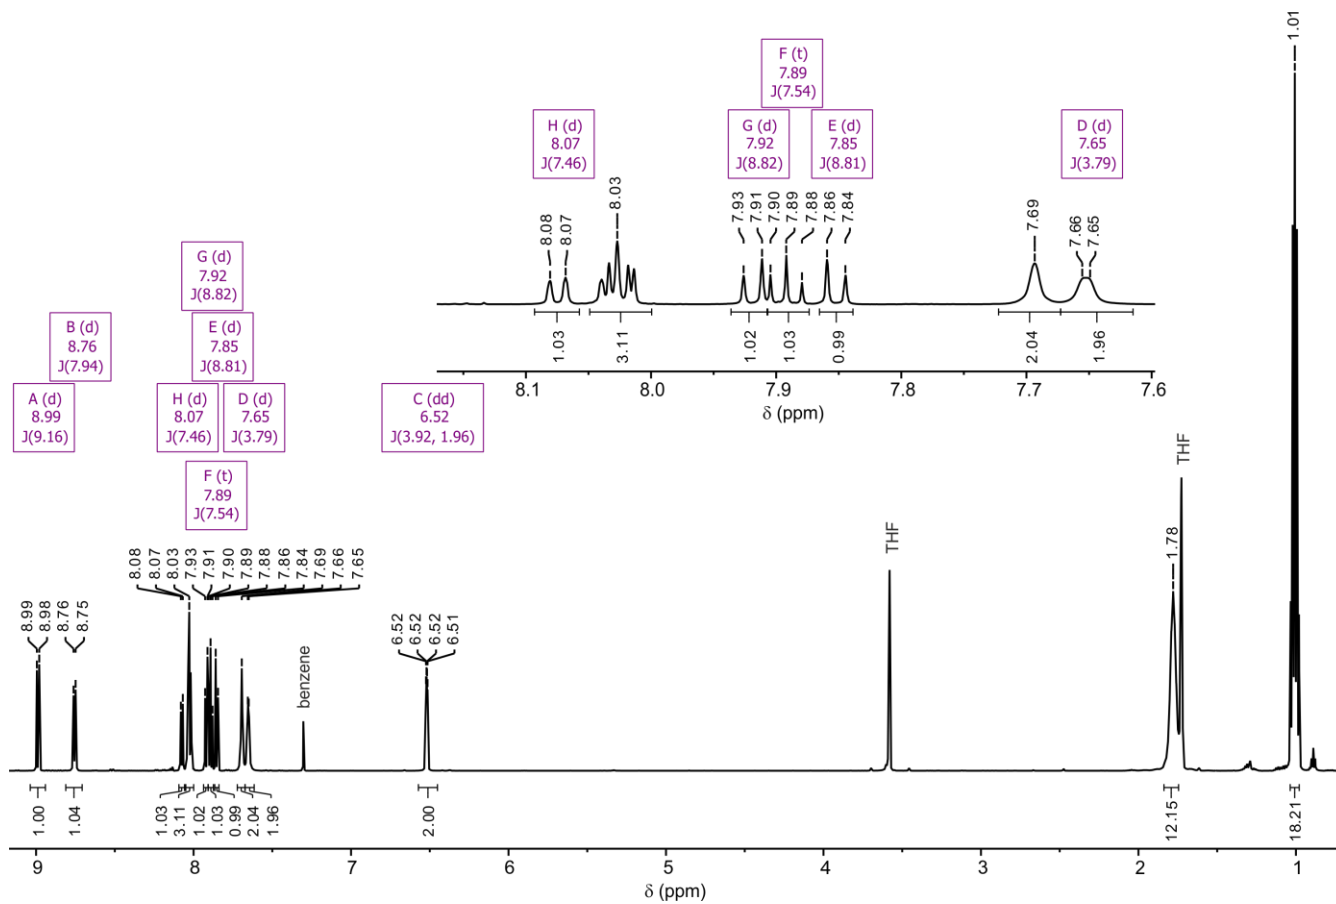 1.01
F (t)
7.89
J(7.54)
H (d)
8.07
J(7.46)
G (d)
7.92
J(8.82)
E (d)
7.85
J(8.81)
D (d)
7.65
J(3.79)
8.08
8.07
8.03
7.93
7.91
7.90
7.89
7.88
7.86
7.84
7.69
7.66
7.65
1.03
3.11
1.02
1.03
0.99
2.04
1.96
8.1
8.0
7.9
7.8
7.7
7.6
δ (ppm)
G (d)
7.92
J(8.82)
B (d)
8.76
J(7.94)
E (d)
7.85
J(8.81)
A (d)
8.99
J(9.16)
H (d)
8.07
J(7.46)
D (d)
7.65
J(3.79)
C (dd)
6.52
J(3.92, 1.96)
F (t)
7.89
J(7.54)
8.99
8.98
8.76
8.75
8.08
8.07
8.03
7.93
7.91
7.90
7.89
7.88
7.86
7.84
7.69
7.66
7.65
benzene
6.52
6.52
6.52
6.51
THF
1.78
THF
1.00
1.04
1.03
3.11
1.02
1.03
0.99
2.04
1.96
2.00
12.15
18.21
9
8
7
6
5
4
3
2
1
δ (ppm)